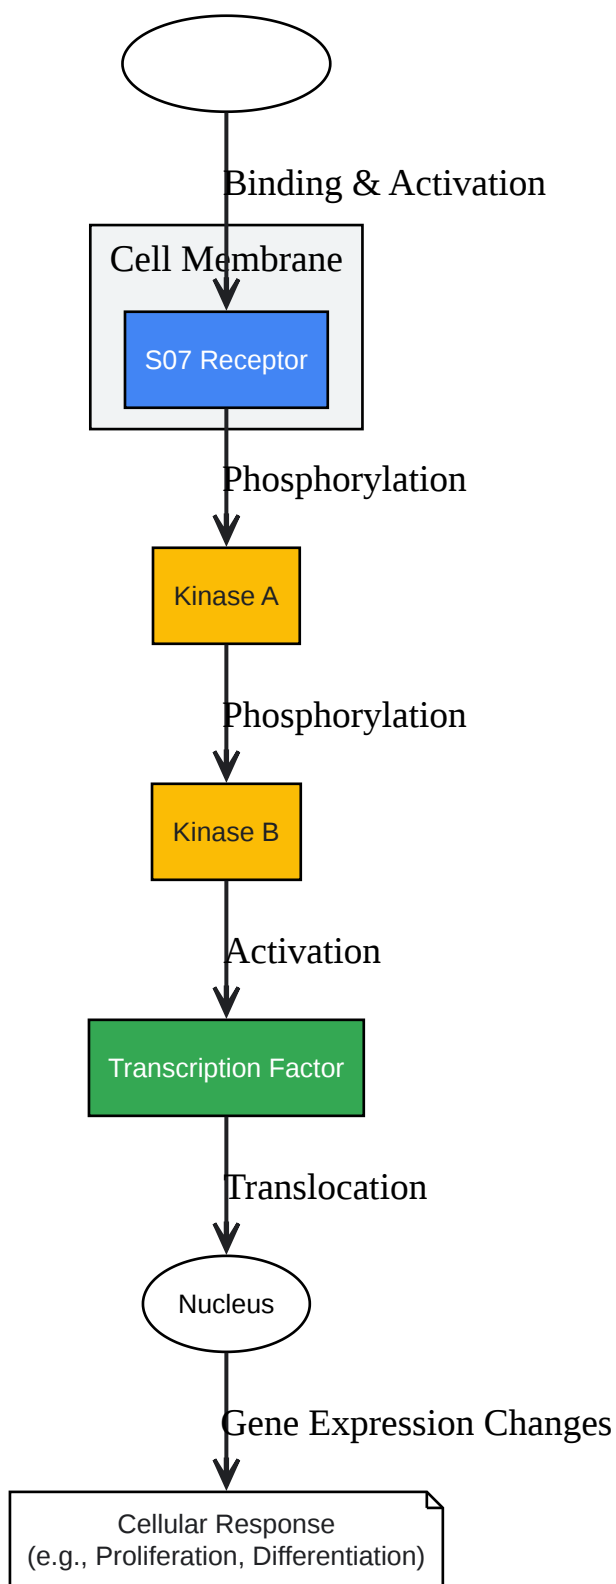 Binding & Activation
Cell Membrane
S07 Receptor
Phosphorylation
Kinase A
Phosphorylation
Kinase B
Activation
Transcription Factor
Translocation
Nucleus
Gene Expression Changes
Cellular Response
(e.g., Proliferation, Differentiation)